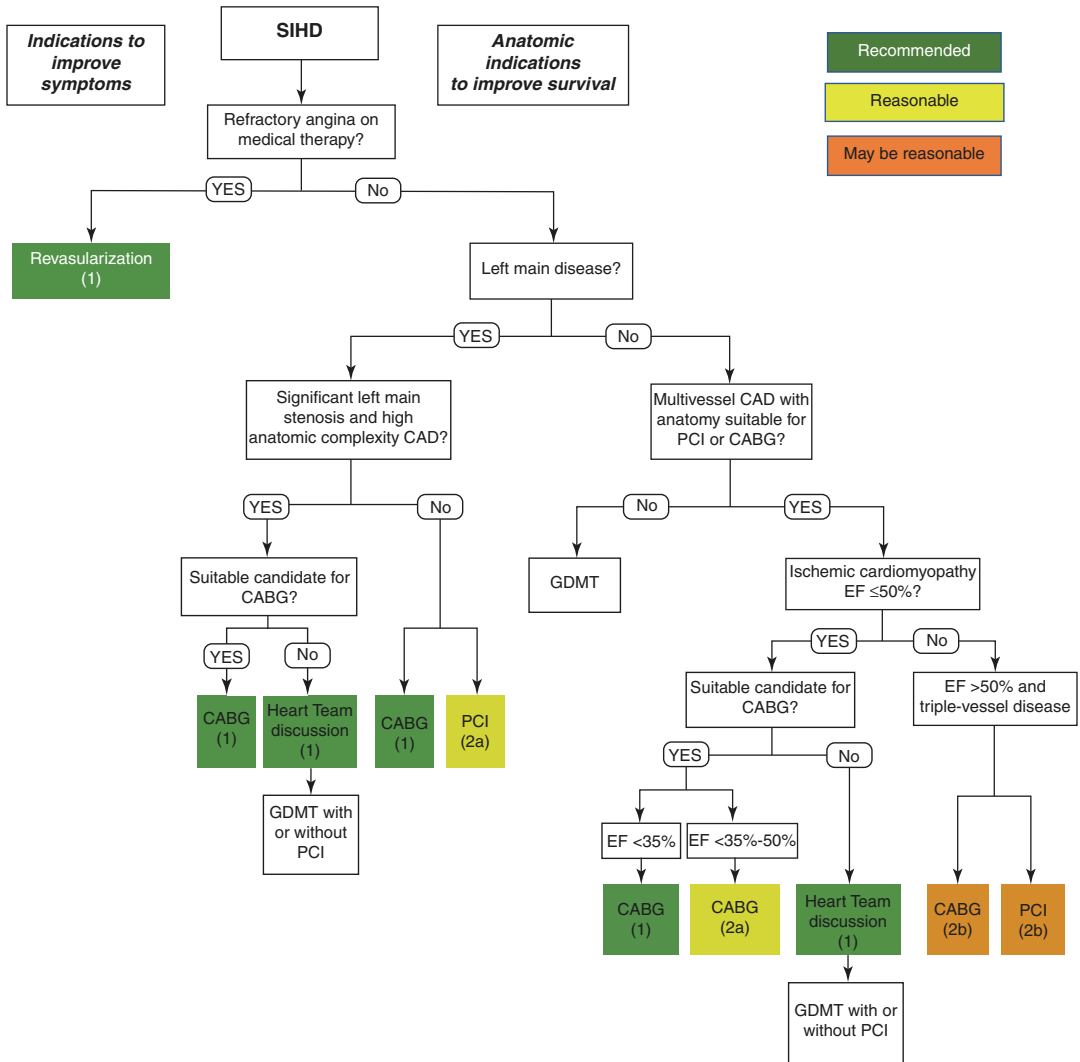 Indications to
improve
symptoms
SIHD
Anatomic
indications
to improve survival
Recommended
Reasonable
May be reasonable
Refractory angina on
medical therapy?
YES
No
Revasularization
(1)
Left main disease?
YES
No
Significant left main
stenosis and high
anatomic complexity CAD?
Multivessel CAD with
anatomy suitable for
PCI or CABG?
YES
No
No
YES
Suitable candidate for
CABG?
GDMT
Ischemic cardiomyopathy
EF ≤50%?
YES
No
YES
No
CABG
(1)
Heart Team
discussion
(1)
CABG
(1)
PCI
(2a)
Suitable candidate for
CABG?
EF >50% and
triple-vessel disease
GDMT with
or without
PCI
YES
No
EF <35%
EF <35%-50%
CABG
(1)
CABG
(2a)
Heart Team
discussion
(1)
CABG
(2b)
PCI
(2b)
GDMT with or
without PCI